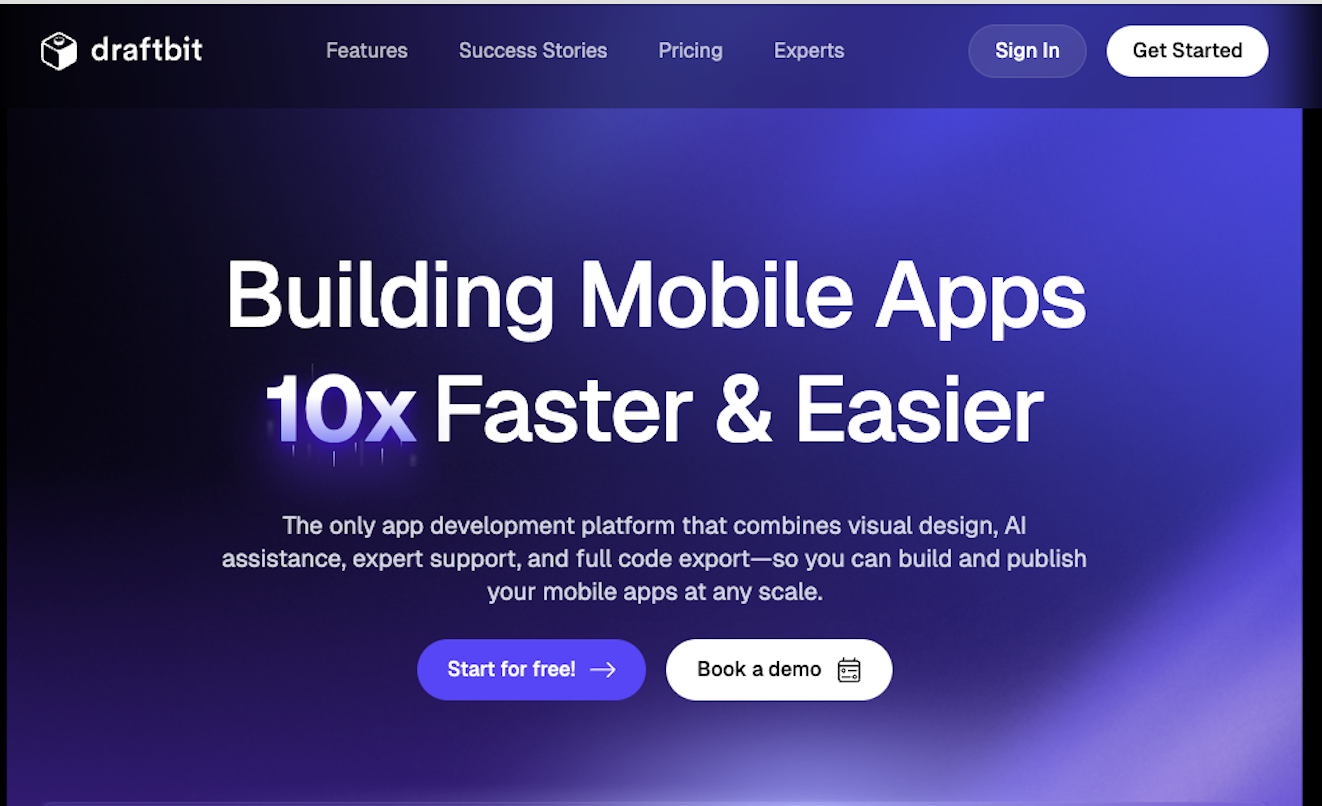 draftbit
Features
Success Stories
Pricing
Experts
Sign In
Get Started
Building Mobile Apps
10x Faster & Easier
The only app development platform that combines visual design, AI
assistance, expert support, and full code export—so you can build and publish
your mobile apps at any scale.
Start for free!
Book a demo